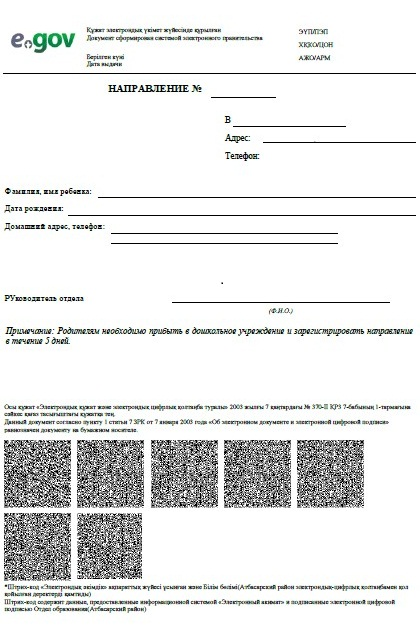 e.gov
Құжат электрондық үкімет жүйесінде құрылған
Документ сформирован системой электронного правительства
Берілген күні
Дата выдачи
ЭҮП/ПЭП
ХҚКО/ЦОН
АЖО/АРМ
НАПРАВЛЕНИЕ №
В
Адрес:
Телефон:
Фамилия, имя ребенка:
Дата рождения:
Домашний адрес, телефон:
РУководитель отдела
(Ф.И.О.)
Примечание: Родителям необходимо прибыть в дошкольное учреждение и зарегистрировать направление
в течение 5 дней.
Осы құжат «Электрондық құжат және электрондық цифрлық қолтаңба туралы» 2003 жылғы 7 қаңтардағы № 370-II ҚРЗ 7-бабының 1-тармағына
сәйкес қағаз тасығыштағы құжатқа тең.
Данный документ согласно пункту 1 статьи 7 ЗРК от 7 января 2003 года «Об электронном документе и электронной цифровой подписи»
равнозначен документу на бумажном носителе.
*Штрих-код «Электрондық әкімдік» ақпараттық жүйесі ұсынған және Білім бөлімі(Атбасарский район электрондық-цифрлық қолтаңбамен қол
қойылған деректерді қамтиды)
Штрих-код содержит данные, предоставленные информационной системой «Электронный акимат» и подписанные электронной цифровой
подписью Отдел образования(Атбасарский район)